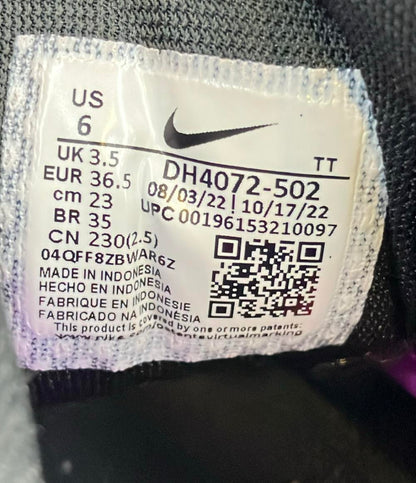 US
6
UK 3.5
EUR 36.5
cm 23
BR 35
CN 230(2.5)
04QFF8ZBWAR6Z
TT
DH4072-502
08/03/22 | 10/17/22
UPC 00196153210097
MADE IN INDONESIA
HECHO EN INDONESIA
FABRIQUE EN INDONESIE
FABRICADO NA INDONÉSIA
This product is covered by one or more patents.